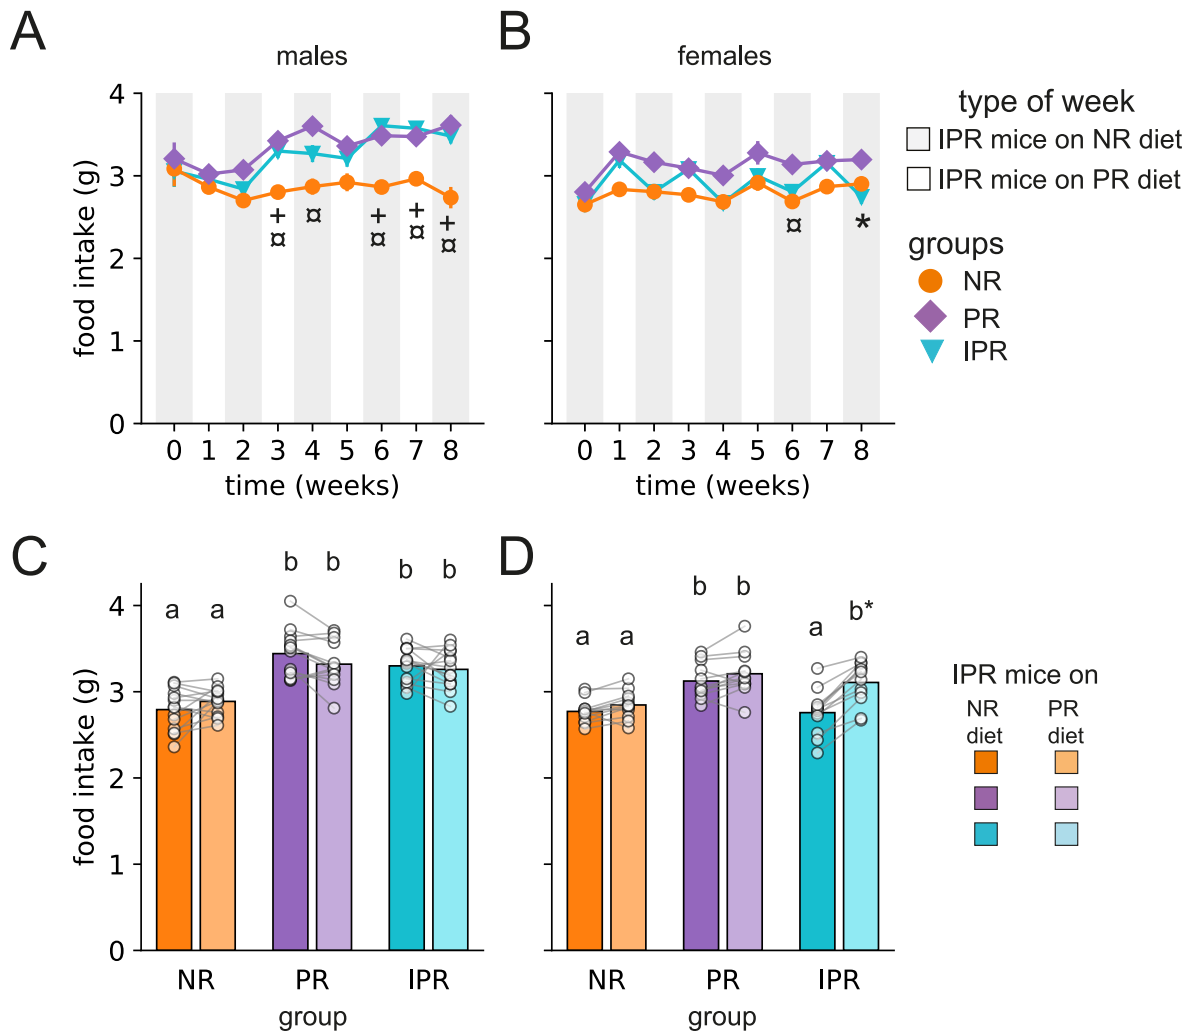 A
males
4
3
2
1
0
food intake (g)
+
¤
¤
+
¤
+
¤
+
¤
0 1 2 3 4 5 6 7 8
time (weeks)
B
females
¤
*
0 1 2 3 4 5 6 7 8
time (weeks)
type of week
IPR mice on NR diet
IPR mice on PR diet
groups
NR
PR
IPR
C
4
3
2
1
0
food intake (g)
a a b b b b
NR PR IPR
group
D
a a b b a b*
NR PR IPR
group
IPR mice on
NR PR
diet diet